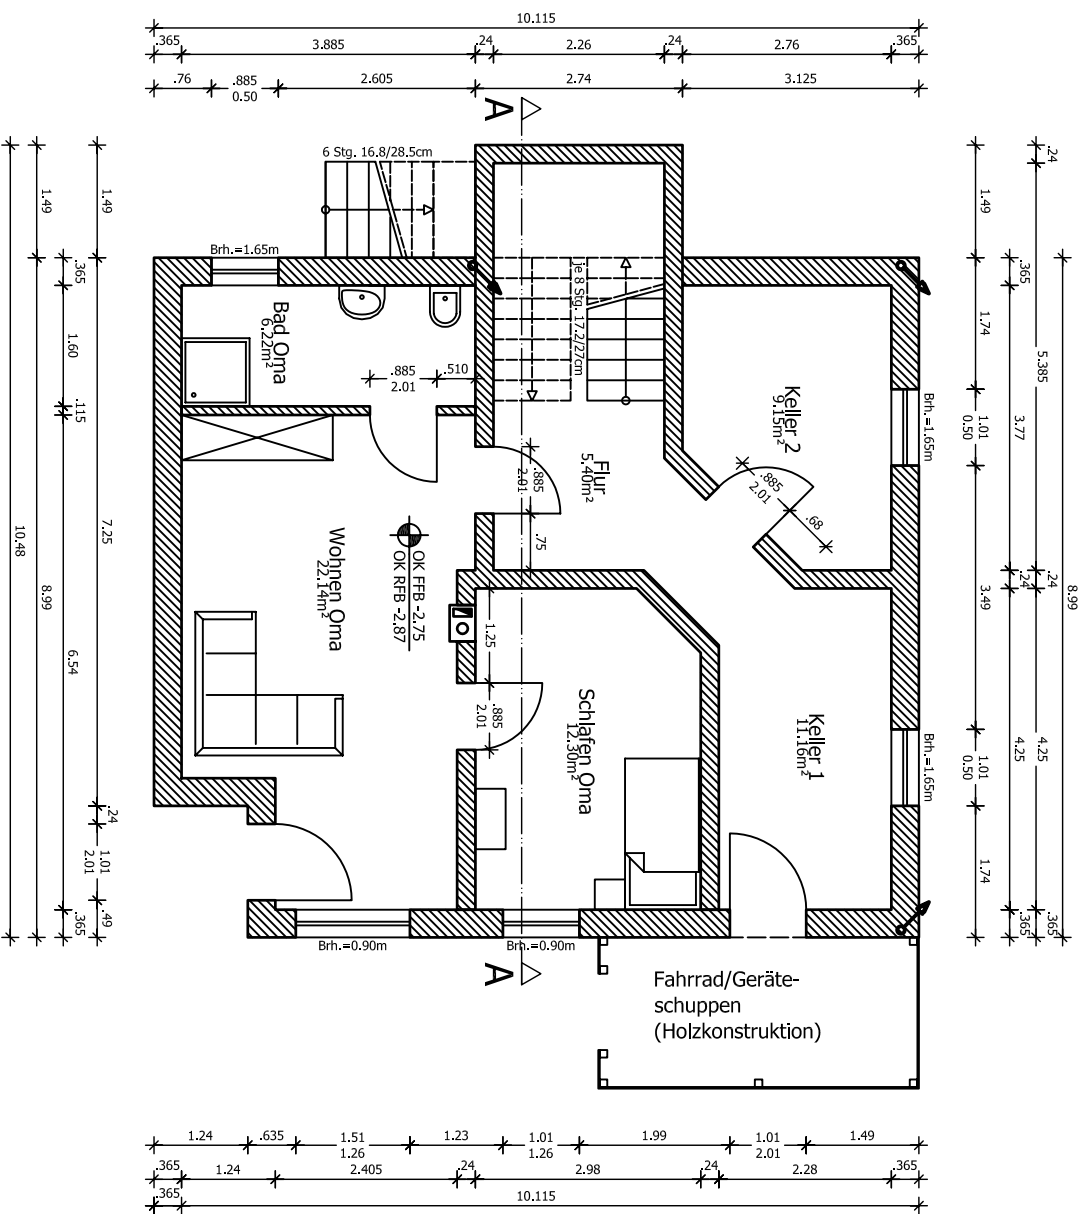 10.115
.365 3.885 .24 2.26 .24 2.76 .365
.76 .885 2.605 2.74 3.125
0.50
A
6 Stg. 16.8/28.5cm
Brh.=1.65m
je 8 Stg. 17.2/27cm
Bad Oma
6.22m²
.885 .510
2.01
Keller 2
9.15m²
Brh.=1.65m
.885
2.01
.68
Flur
5.40m²
.885
2.01
.75
Wohnen Oma
22.14m²
OK FFB -2.75
OK RFB -2.87
1.25
.885
2.01
Schlafen Oma
12.30m²
Keller 1
11.16m²
Brh.=1.65m
Brh.=0.90m
Brh.=0.90m
A
Fahrrad/Geräte-
schuppen
(Holzkonstruktion)
1.49 7.25 .24 1.01 .49
2.01
.365 1.60 .115 6.54 .365
1.49 8.99
10.48
1.49 1.74 1.01 3.49 1.01 1.74
0.50 0.50
.365 3.77 .24 4.25 .365
.24 5.385 .24 4.25 .365
8.99
1.24 .635 1.51 1.23 1.01 1.99 1.01 1.49
1.26 1.26 2.01
.365 1.24 2.405 .24 2.98 .24 2.28 .365
.365 10.115